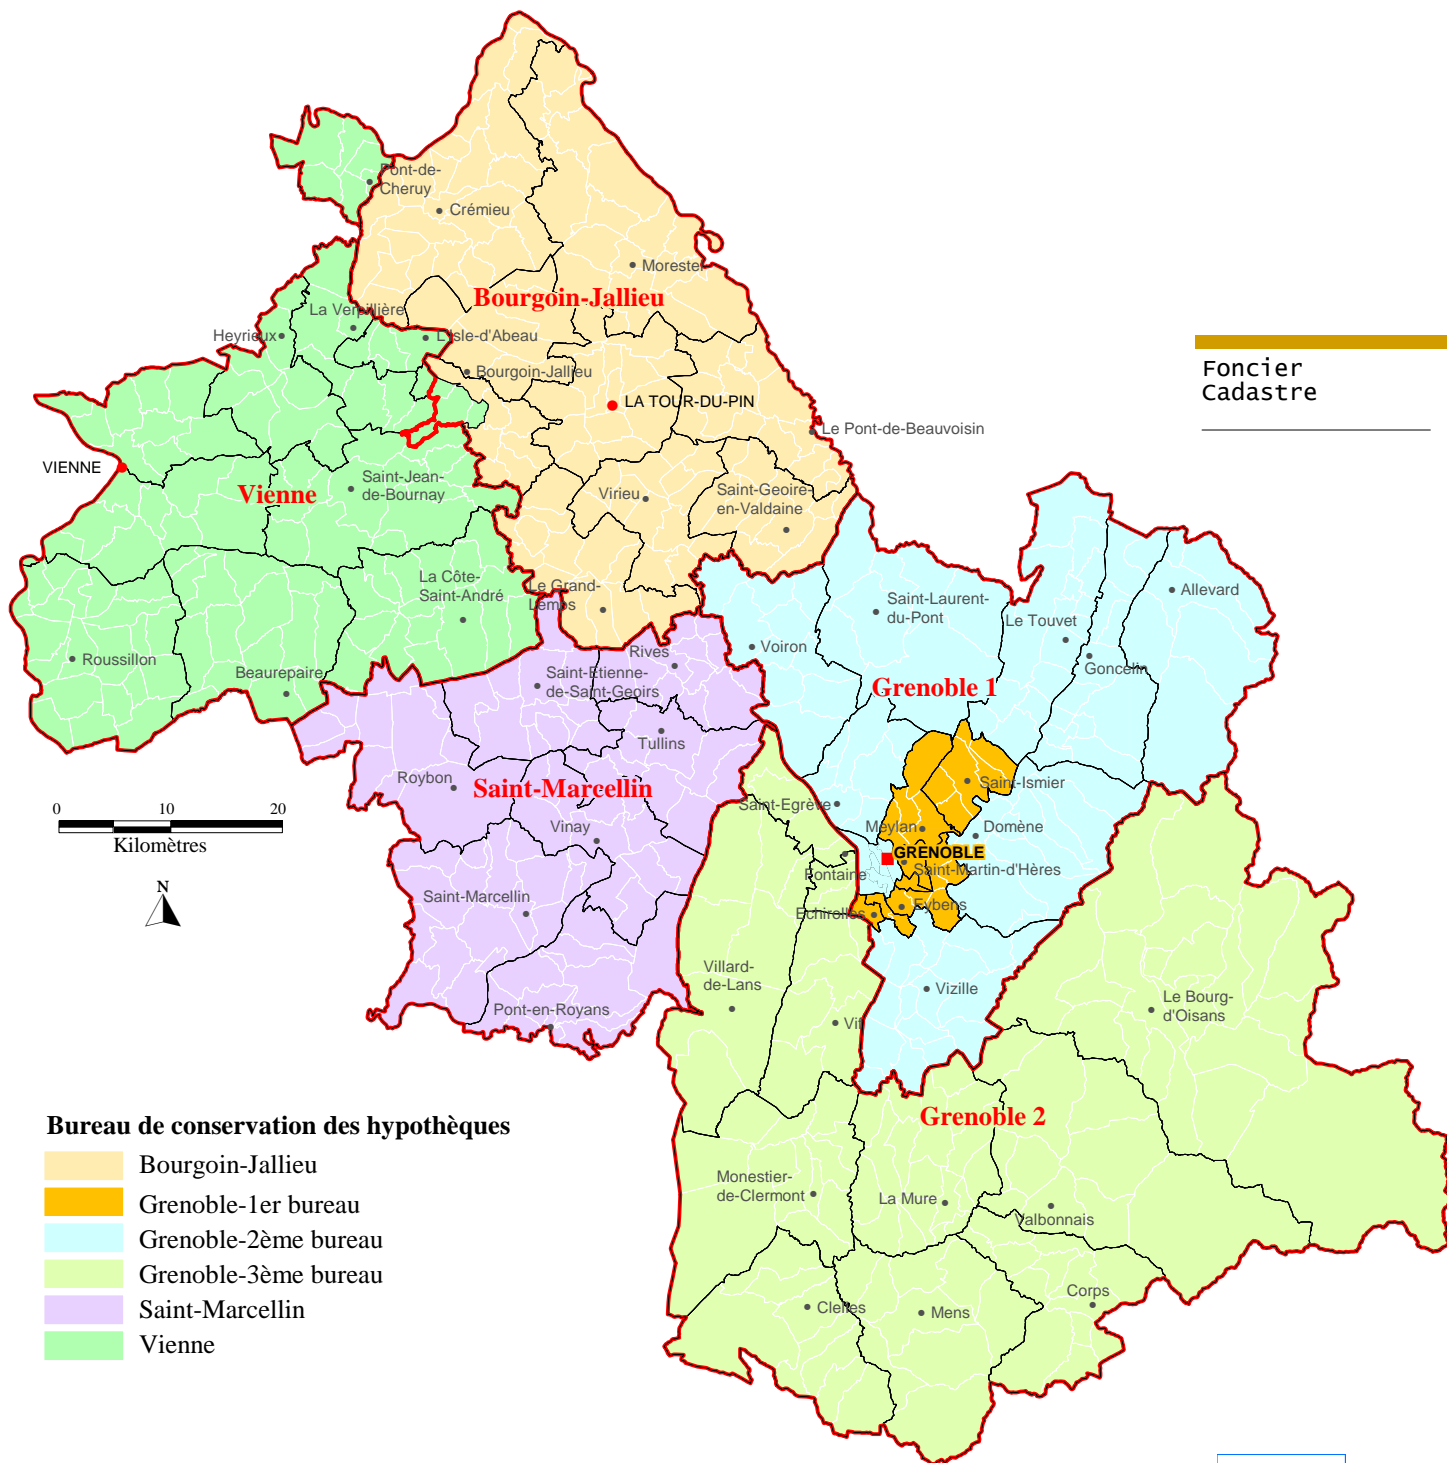 Pont-de-
Cheruy
Crémieu
Morestel
Bourgoin-Jallieu
La Verpillière
Heyrieux
L'Isle-d'Abeau
Bourgoin-Jallieu
Foncier
Cadastre
LA TOUR-DU-PIN
Le Pont-de-Beauvoisin
VIENNE
Vienne
Saint-Jean-
de-Bournay
Virieu
Saint-Geoire-
en-Valdaine
La Côte-
Saint-André
Le Grand-
Lemps
Saint-Laurent-
du-Pont
Le Touvet
Allevard
Roussillon
Beaurepaire
Rives
Saint-Etienne-
de-Saint-Geoirs
Voiron
Goncelin
Grenoble 1
Tullins
Roybon
Saint-Marcellin
Saint-Ismier
0 10 20
Kilomètres
Saint-Egrève
Vinay
Meylan
Domène
GRENOBLE
Fontaine
Saint-Martin-d'Hères
N
Saint-Marcellin
Echirolles
Eybens
Villard-
de-Lans
Vizille
Pont-en-Royans
Vif
Le Bourg-
d'Oisans
Grenoble 2
Bureau de conservation des hypothèques
Bourgoin-Jallieu
Grenoble-1er bureau
Grenoble-2ème bureau
Grenoble-3ème bureau
Saint-Marcellin
Vienne
Monestier-
de-Clermont
La Mure
Valbonnais
Clelles
Mens
Corps